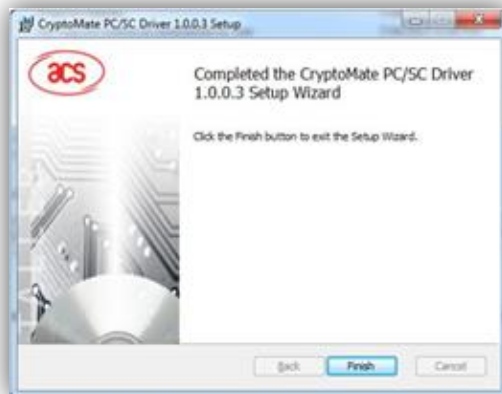 CryptoMate PC/SC Driver 1.0.0.3 Setup
acs
Completed the CryptoMate PC/SC Driver
1.0.0.3 Setup Wizard
Click the Finish button to exit the Setup Wizard.
Back
Finish
Cancel